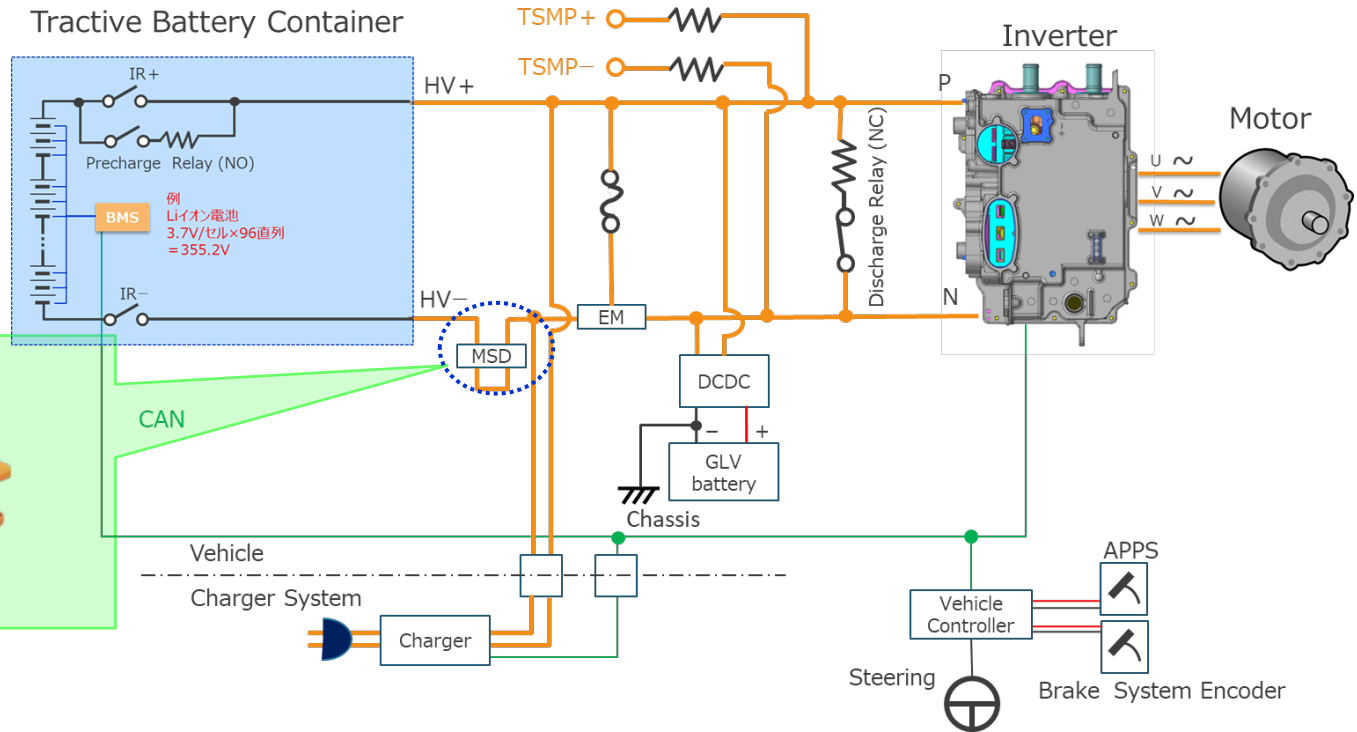 Tractive Battery Container
TSMP+
TSMP−
Inverter
IR+
HV+
P
Motor
Precharge Relay (NO)
Discharge Relay (NC)
U ~
V ~
W ~
BMS
例
Liイオン電池
3.7V/セル×96直列
=355.2V
IR−
HV−
EM
N
MSD
DCDC
CAN
− +
GLV
battery
Chassis
Vehicle
Charger System
APPS
Vehicle
Controller
Charger
Steering
Brake System Encoder